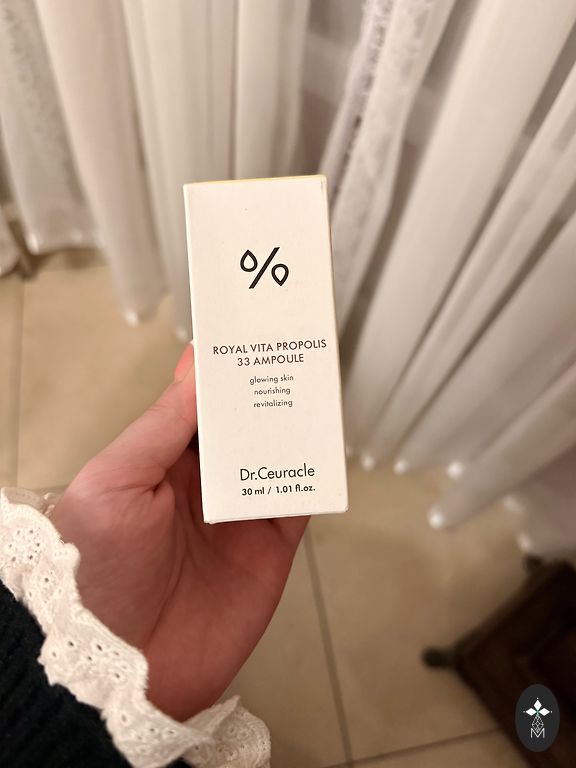 %
ROYAL VITA PROPOLIS
33 AMPOULE
glowing skin
nourishing
revitalizing
Dr.Ceuracle
30 ml / 1.01 fl.oz.
M